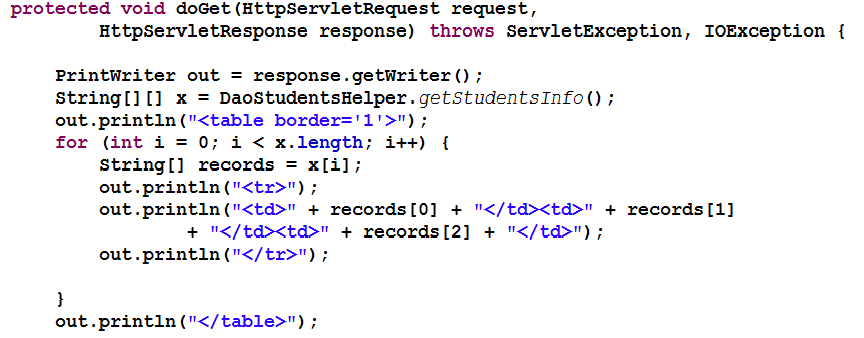 protected void doGet(HttpServletRequest request,
        HttpServletResponse response) throws ServletException, IOException {

    PrintWriter out = response.getWriter();
    String[][] x = DaoStudentsHelper.getStudentsInfo();
    out.println("<table border='1'>");
    for (int i = 0; i < x.length; i++) {
        String[] records = x[i];
        out.println("<tr>");
        out.println("<td>" + records[0] + "</td><td>" + records[1]
                + "</td><td>" + records[2] + "</td>");
        out.println("</tr>");

    }
    out.println("</table>");